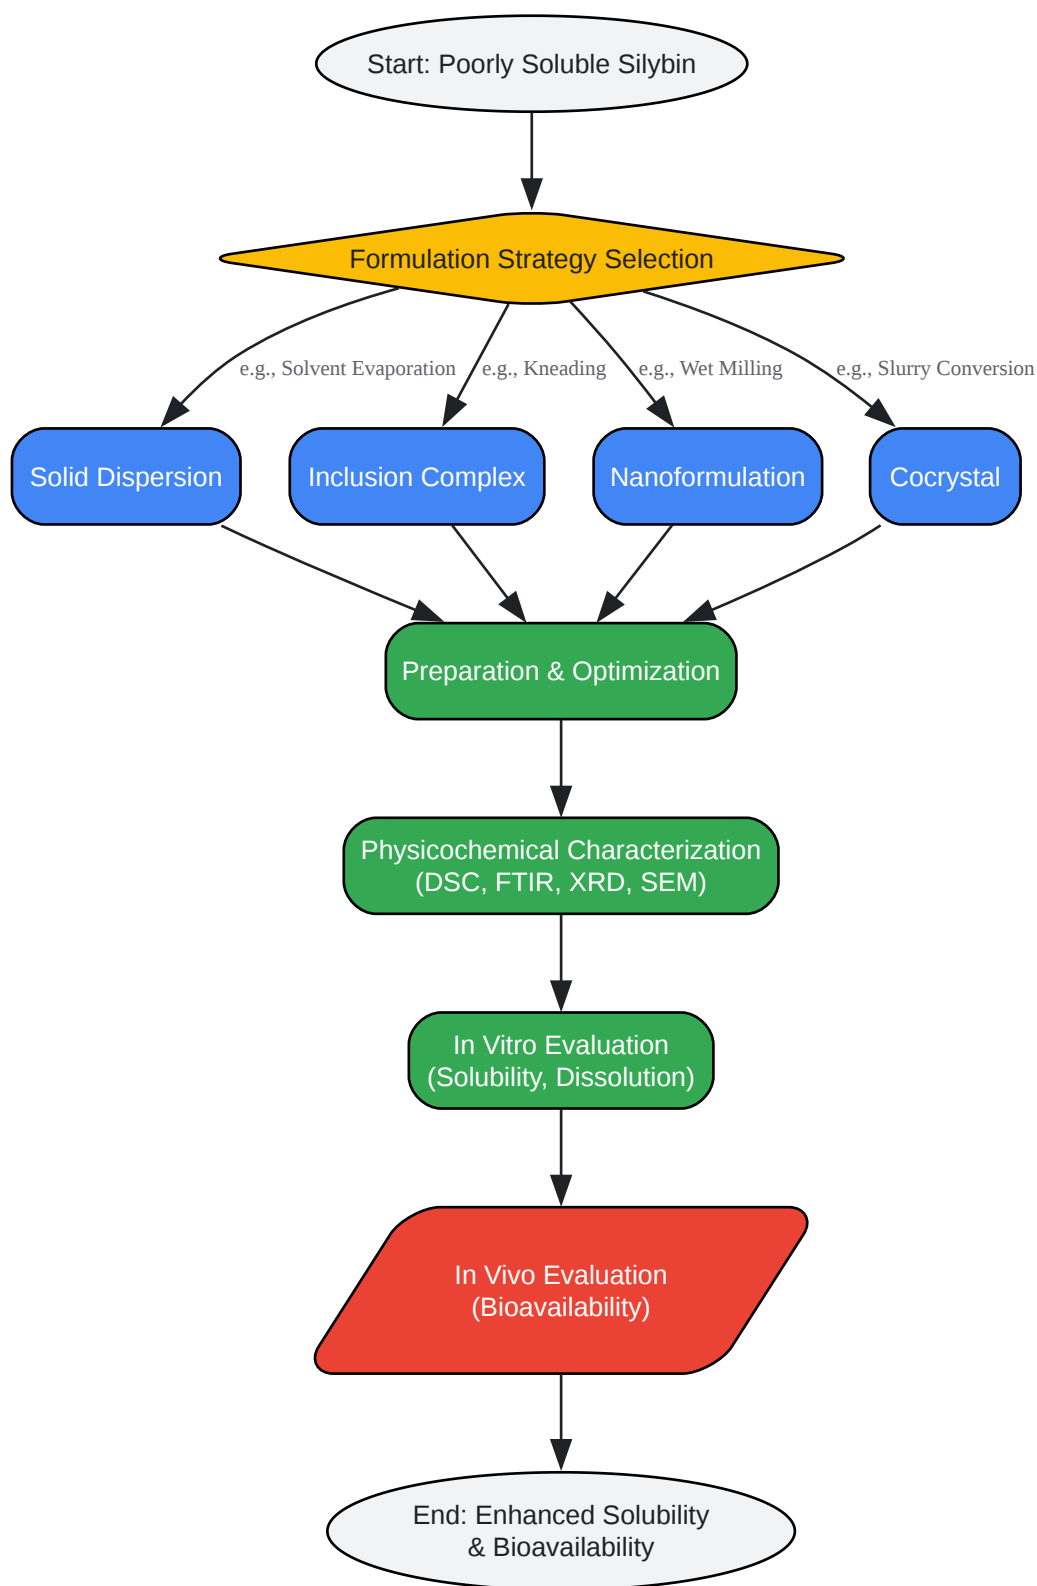 Start: Poorly Soluble Silybin
Formulation Strategy Selection
e.g., Solvent Evaporation
e.g., Kneading
e.g., Wet Milling
e.g., Slurry Conversion
Solid Dispersion
Inclusion Complex
Nanoformulation
Cocrystal
Preparation & Optimization
Physicochemical Characterization
(DSC, FTIR, XRD, SEM)
In Vitro Evaluation
(Solubility, Dissolution)
In Vivo Evaluation
(Bioavailability)
End: Enhanced Solubility
& Bioavailability